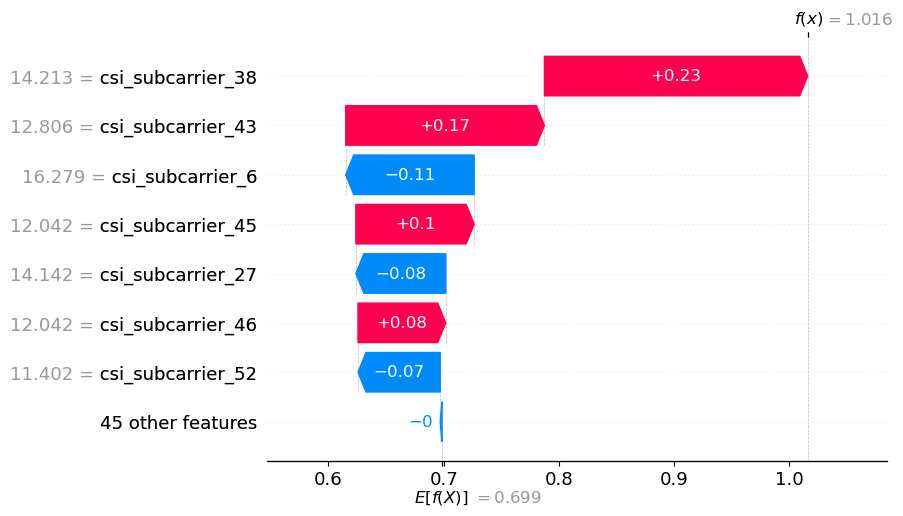 f(x) = 1.016
14.213 = csi_subcarrier_38 +0.23
12.806 = csi_subcarrier_43 +0.17
16.279 = csi_subcarrier_6 −0.11
12.042 = csi_subcarrier_45 +0.1
14.142 = csi_subcarrier_27 −0.08
12.042 = csi_subcarrier_46 +0.08
11.402 = csi_subcarrier_52 −0.07
45 other features −0
0.6 0.7 0.8 0.9 1.0
E[f(X)] = 0.699